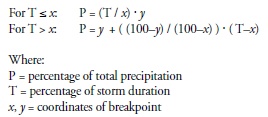 For T ≤ x: P = (T / x) · y
For T > x: P = y + ( (100–y) / (100–x) ) · (T–x)
Where:
P = percentage of total precipitation
T = percentage of storm duration
x, y = coordinates of breakpoint